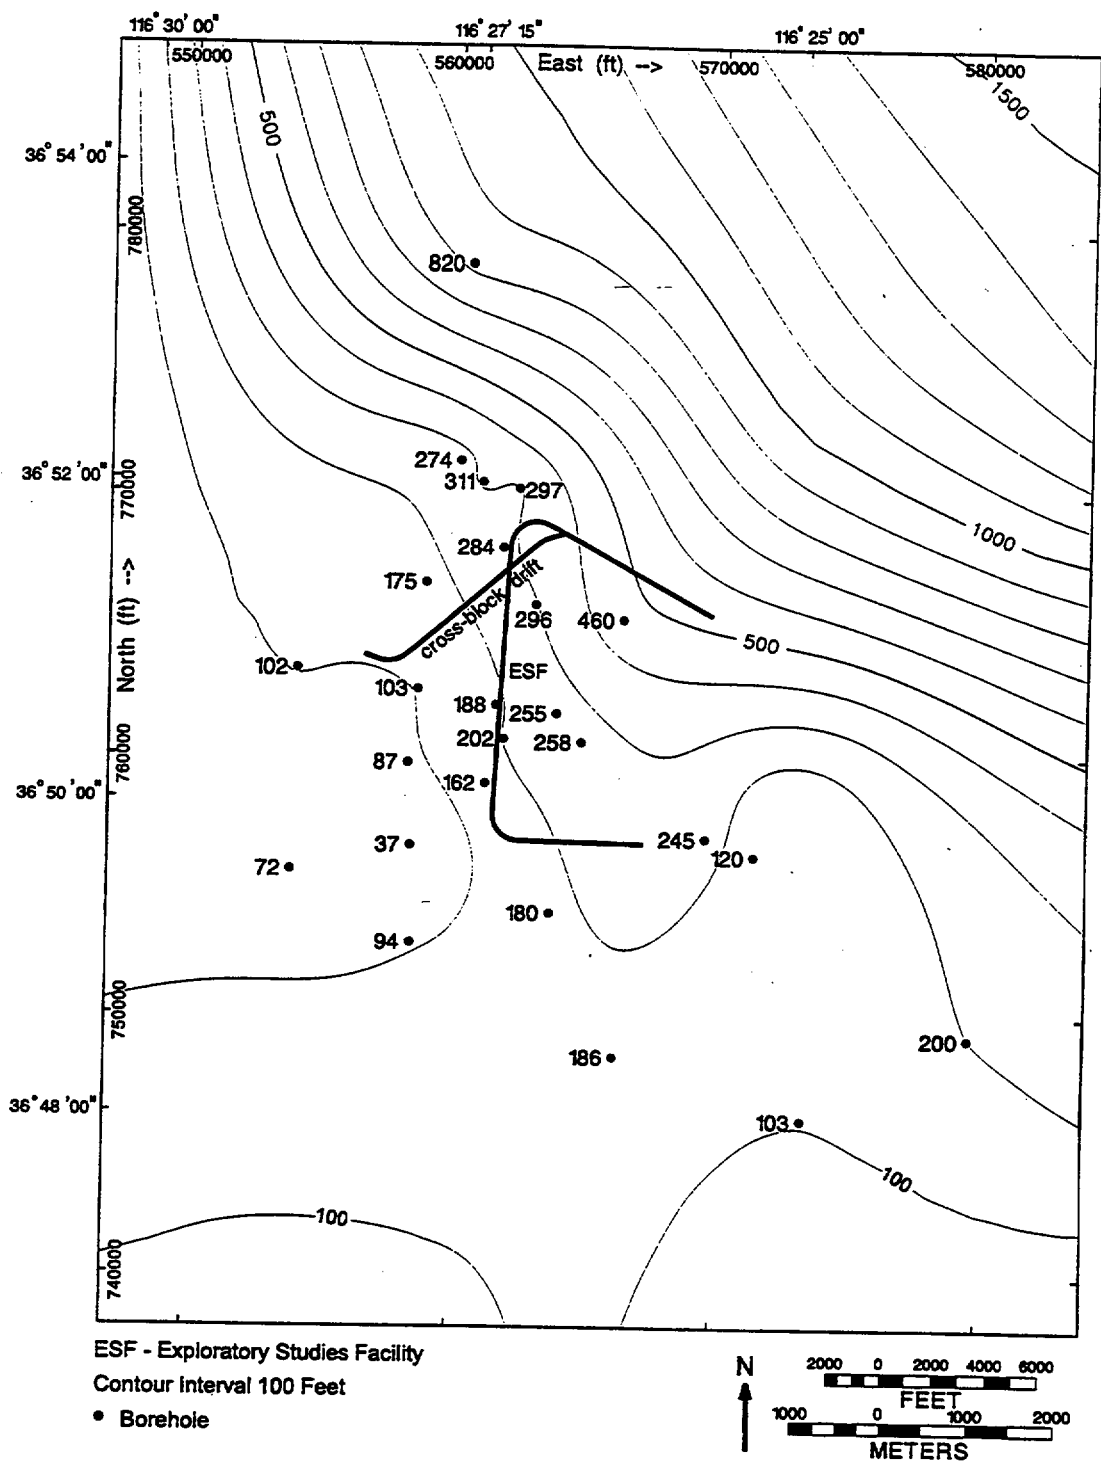 116° 30' 00"
116° 27' 15"
116° 25' 00"
550000
560000
East (ft) -->
570000
580000
1500
500
36° 54' 00"
780000
820
36° 52' 00"
770000
274
311
297
1000
284
175
cross-block drift
296
460
500
North (ft) -->
102
103
ESF
188
255
202
258
760000
87
162
36° 50' 00"
37
245
120
72
180
94
750000
200
186
36° 48' 00"
103
100
100
740000
ESF - Exploratory Studies Facility
Contour Interval 100 Feet
Borehole
N
2000 0 2000 4000 6000
FEET
1000 0 1000 2000
METERS